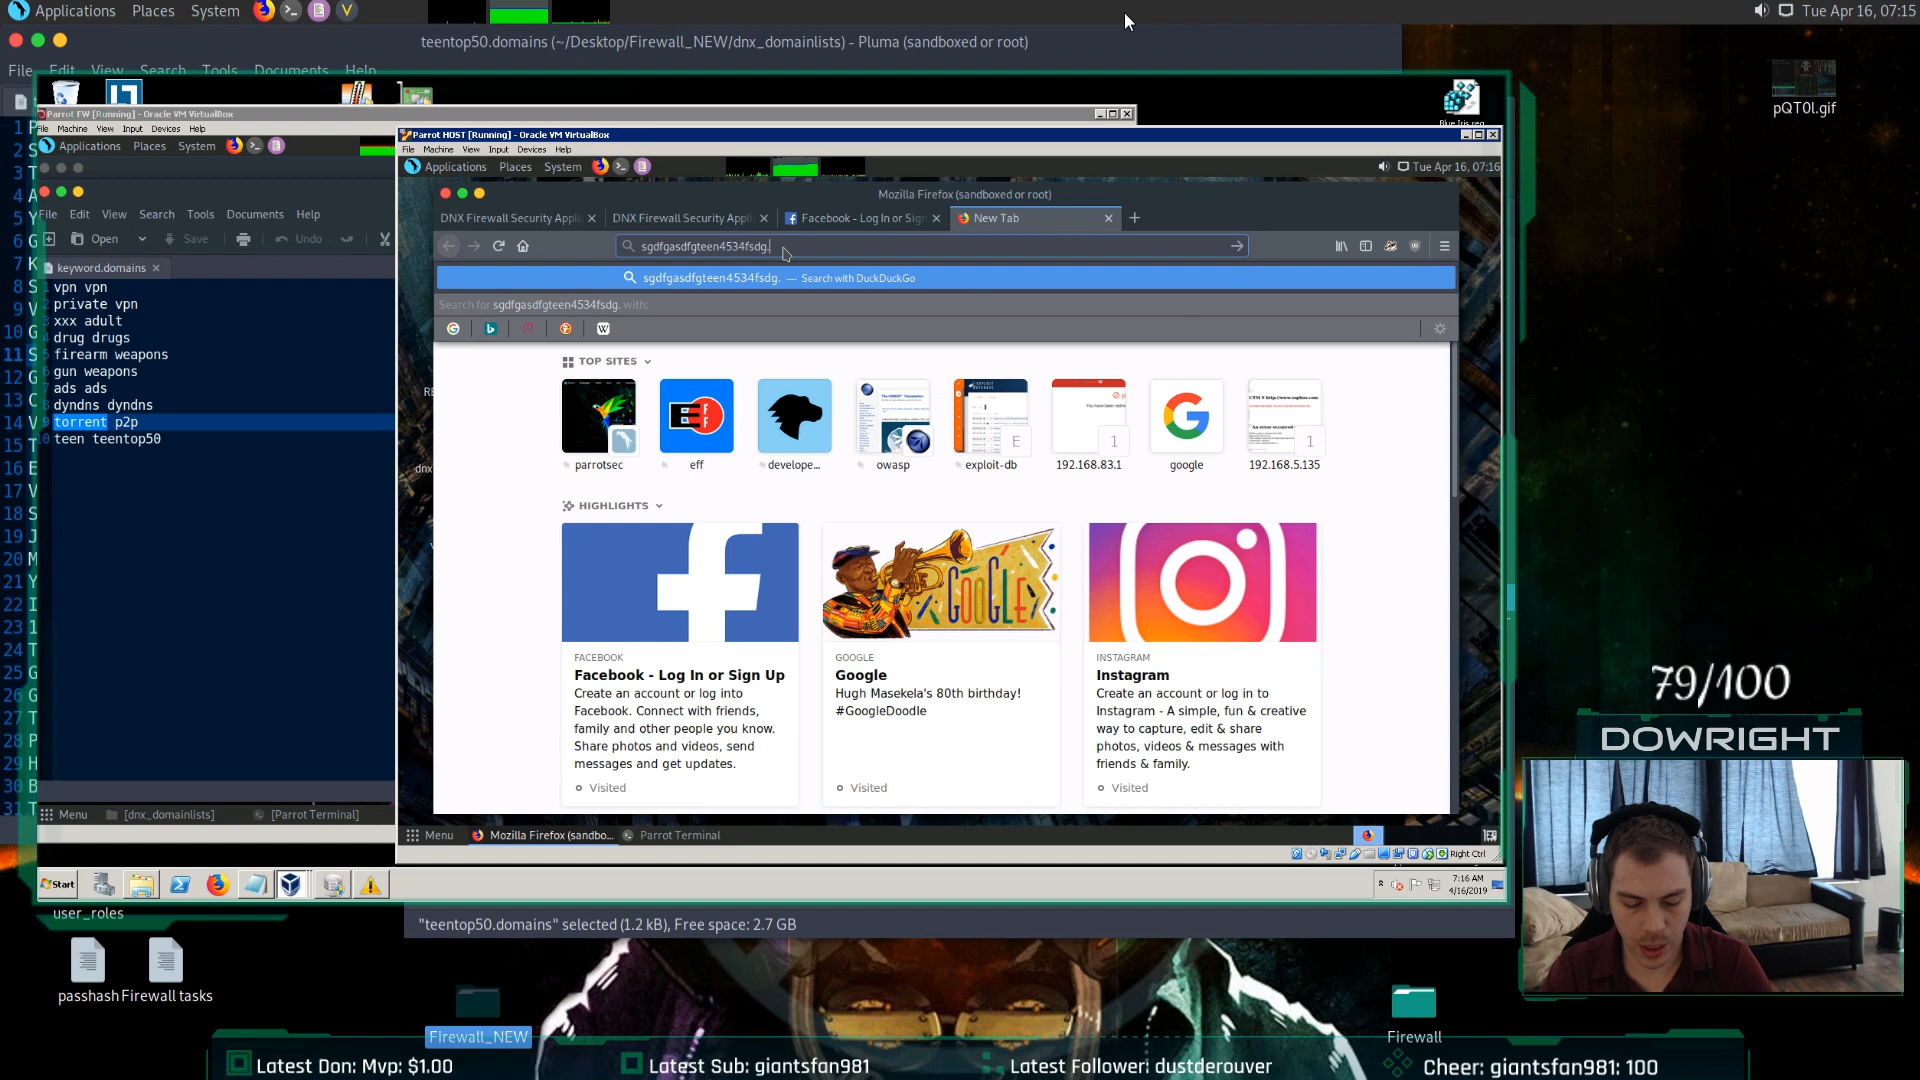 Applications Places System
Tue Apr 16, 07:15
teentop50.domains (~/Desktop/Firewall_NEW/dnx_domainlists) - Pluma (sandboxed or root)
File Edit View Search Tools Documents Help
pQT0l.gif
Parrot FW [Running] - Oracle VM VirtualBox
File Machine View Input Devices Help
Applications Places System
File Edit View Search Tools Documents Help
Open Save Undo
keyword.domains
vpn vpn
private vpn
xxx adult
drug drugs
firearm weapons
gun weapons
ads ads
dyndns dyndns
torrent p2p
teen teentop50
Menu [dnx_domainlists] [Parrot Terminal]
Parrot HOST [Running] - Oracle VM VirtualBox
File Machine View Input Devices Help
Applications Places System
Tue Apr 16, 07:16
Mozilla Firefox (sandboxed or root)
DNX Firewall Security Appli
DNX Firewall Security Appli
Facebook - Log In or Sign
New Tab
sgdfgasdfgteen4534fsdg.
sgdfgasdfgteen4534fsdg. — Search with DuckDuckGo
Search for sgdfgasdfgteen4534fsdg. with:
TOP SITES
parrotsec
eff
develope...
owasp
exploit-db
192.168.83.1
google
192.168.5.135
HIGHLIGHTS
FACEBOOK
Facebook - Log In or Sign Up
Create an account or log into
Facebook. Connect with friends,
family and other people you know.
Share photos and videos, send
messages and get updates.
Visited
GOOGLE
Google
Hugh Masekela's 80th birthday!
#GoogleDoodle
Visited
INSTAGRAM
Instagram
Create an account or log in to
Instagram - A simple, fun & creative
way to capture, edit & share
photos, videos & messages with
friends & family.
Visited
Menu Mozilla Firefox (sandbo... Parrot Terminal
Right Ctrl
Start
7:16 AM
4/16/2019
user_roles
"teentop50.domains" selected (1.2 kB), Free space: 2.7 GB
passhash
Firewall tasks
Firewall_NEW
Firewall
79/100
DOWRIGHT
Latest Don: Mvp: $1.00
Latest Sub: giantsfan981
Latest Follower: dustderouver
Cheer: giantsfan981: 100